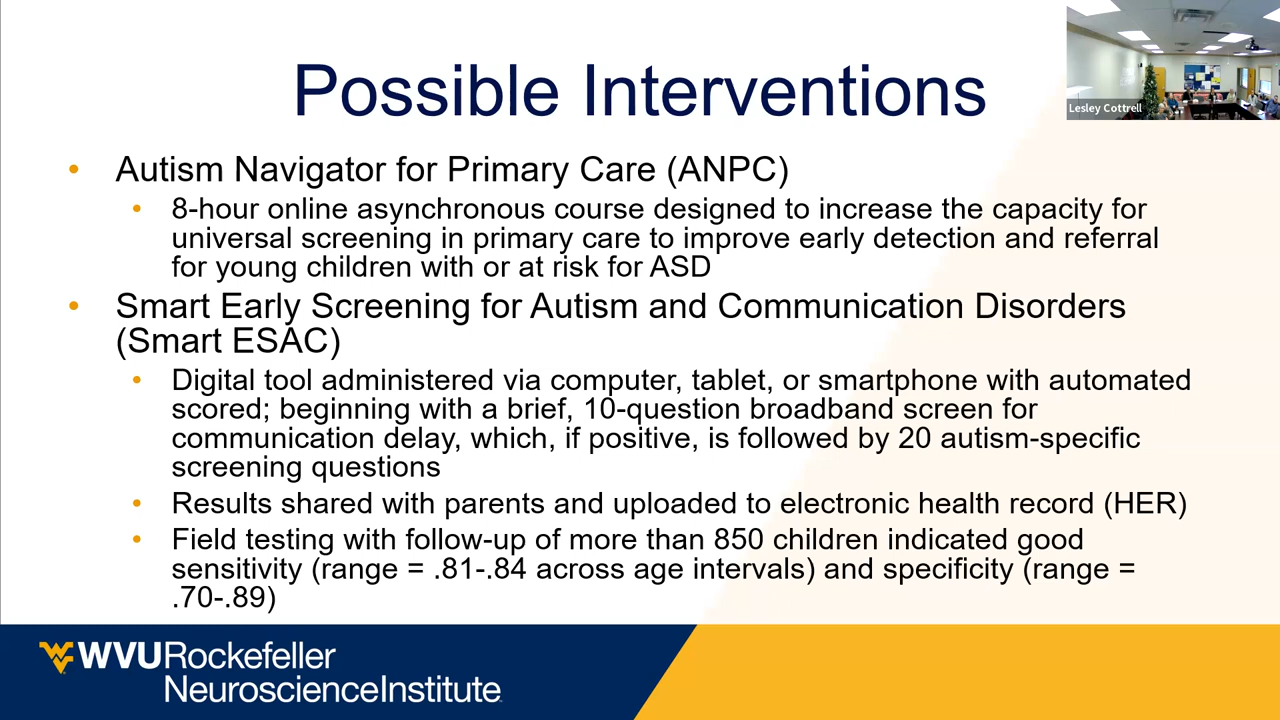 Possible Interventions
Lesley Cottrell
• Autism Navigator for Primary Care (ANPC)
• 8-hour online asynchronous course designed to increase the capacity for
universal screening in primary care to improve early detection and referral
for young children with or at risk for ASD
• Smart Early Screening for Autism and Communication Disorders
(Smart ESAC)
• Digital tool administered via computer, tablet, or smartphone with automated
scored; beginning with a brief, 10-question broadband screen for
communication delay, which, if positive, is followed by 20 autism-specific
screening questions
• Results shared with parents and uploaded to electronic health record (HER)
• Field testing with follow-up of more than 850 children indicated good
sensitivity (range = .81-.84 across age intervals) and specificity (range =
.70-.89)
WVURockefeller
NeuroscienceInstitute